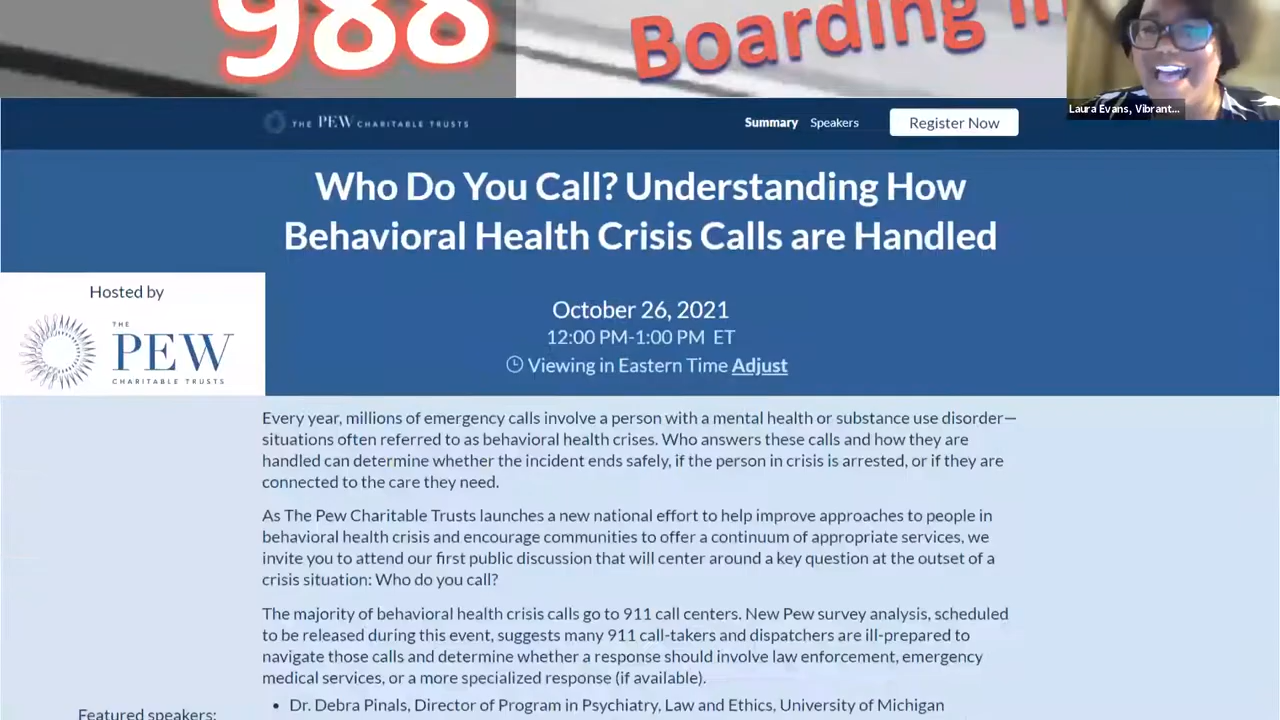 988
Boarding in
Laura Evans, Vibrant...
THE PEW CHARITABLE TRUSTS
Summary
Speakers
Register Now
Who Do You Call? Understanding How
Behavioral Health Crisis Calls are Handled
Hosted by
THE
PEW
CHARITABLE TRUSTS
October 26, 2021
12:00 PM-1:00 PM ET
Viewing in Eastern Time Adjust
Every year, millions of emergency calls involve a person with a mental health or substance use disorder—
situations often referred to as behavioral health crises. Who answers these calls and how they are
handled can determine whether the incident ends safely, if the person in crisis is arrested, or if they are
connected to the care they need.
As The Pew Charitable Trusts launches a new national effort to help improve approaches to people in
behavioral health crisis and encourage communities to offer a continuum of appropriate services, we
invite you to attend our first public discussion that will center around a key question at the outset of a
crisis situation: Who do you call?
The majority of behavioral health crisis calls go to 911 call centers. New Pew survey analysis, scheduled
to be released during this event, suggests many 911 call-takers and dispatchers are ill-prepared to
navigate those calls and determine whether a response should involve law enforcement, emergency
medical services, or a more specialized response (if available).
Featured speakers:
• Dr. Debra Pinals, Director of Program in Psychiatry, Law and Ethics, University of Michigan